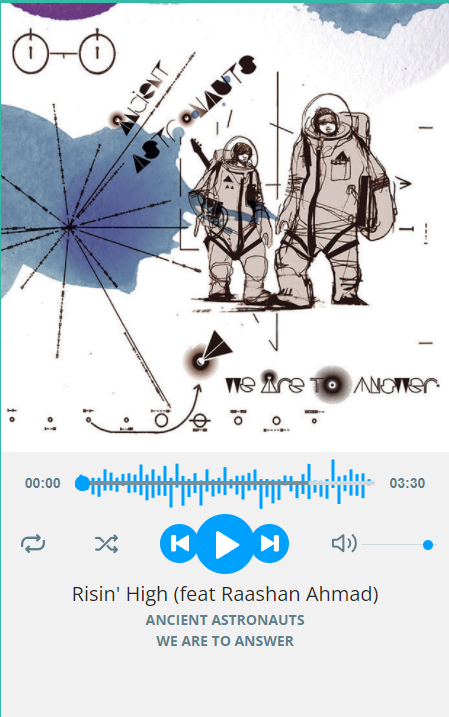 ANCIENT
ASTRONAUTS
We Are To Answer.
00:00
03:30
Risin' High (feat Raashan Ahmad)
ANCIENT ASTRONAUTS
WE ARE TO ANSWER